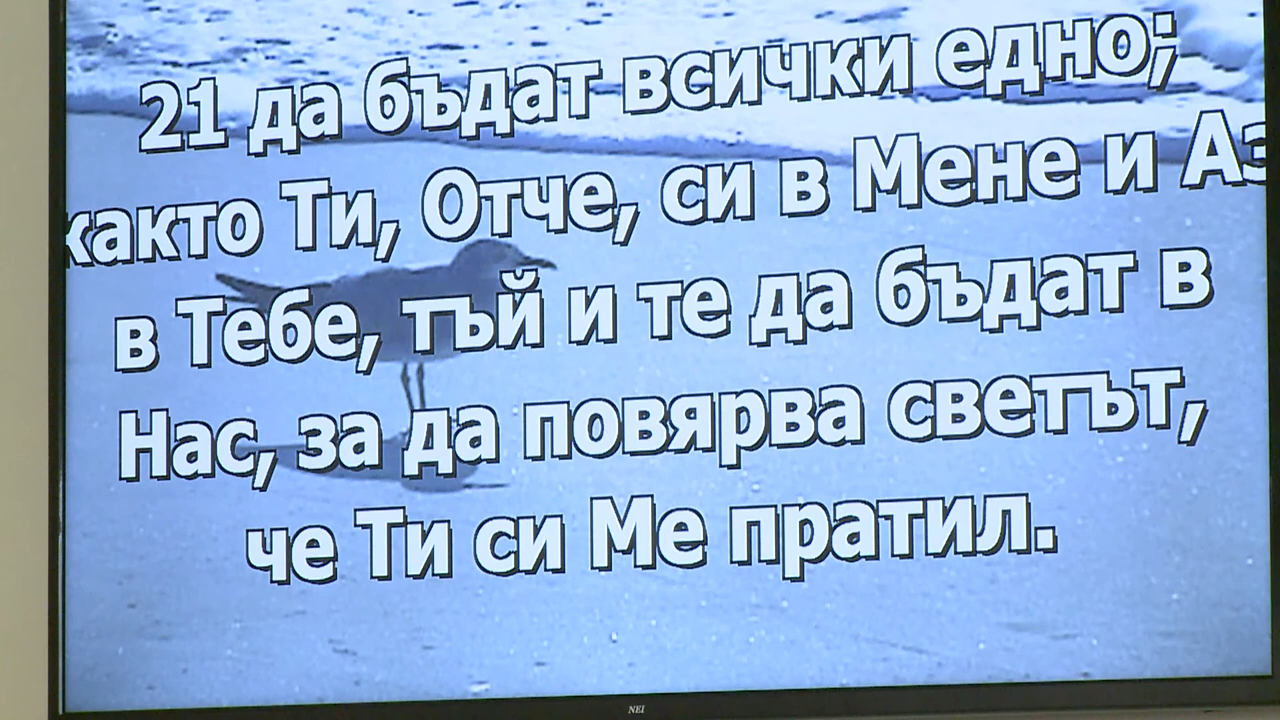 21 да бъдат всички едно;
както Ти, Отче, си в Мене и Аз
в Тебе, тъй и те да бъдат в
Нас, за да повярва светът,
че Ти си Ме пратил.
NEI